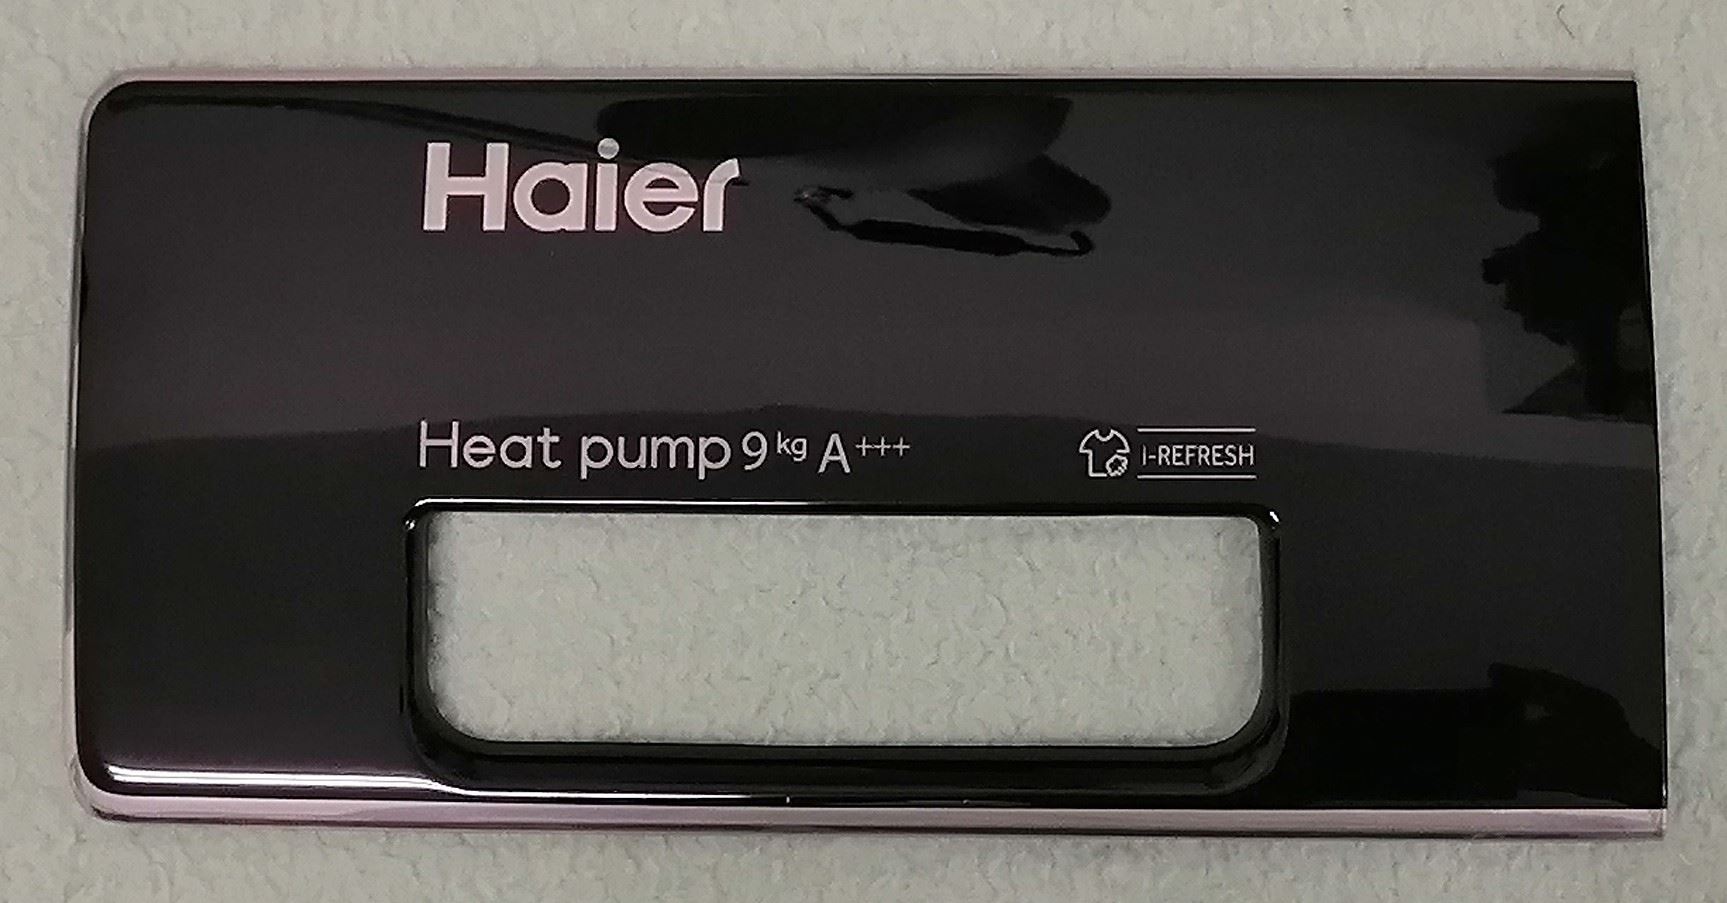 Haier
Heat pump 9 kg A+++
I-REFRESH